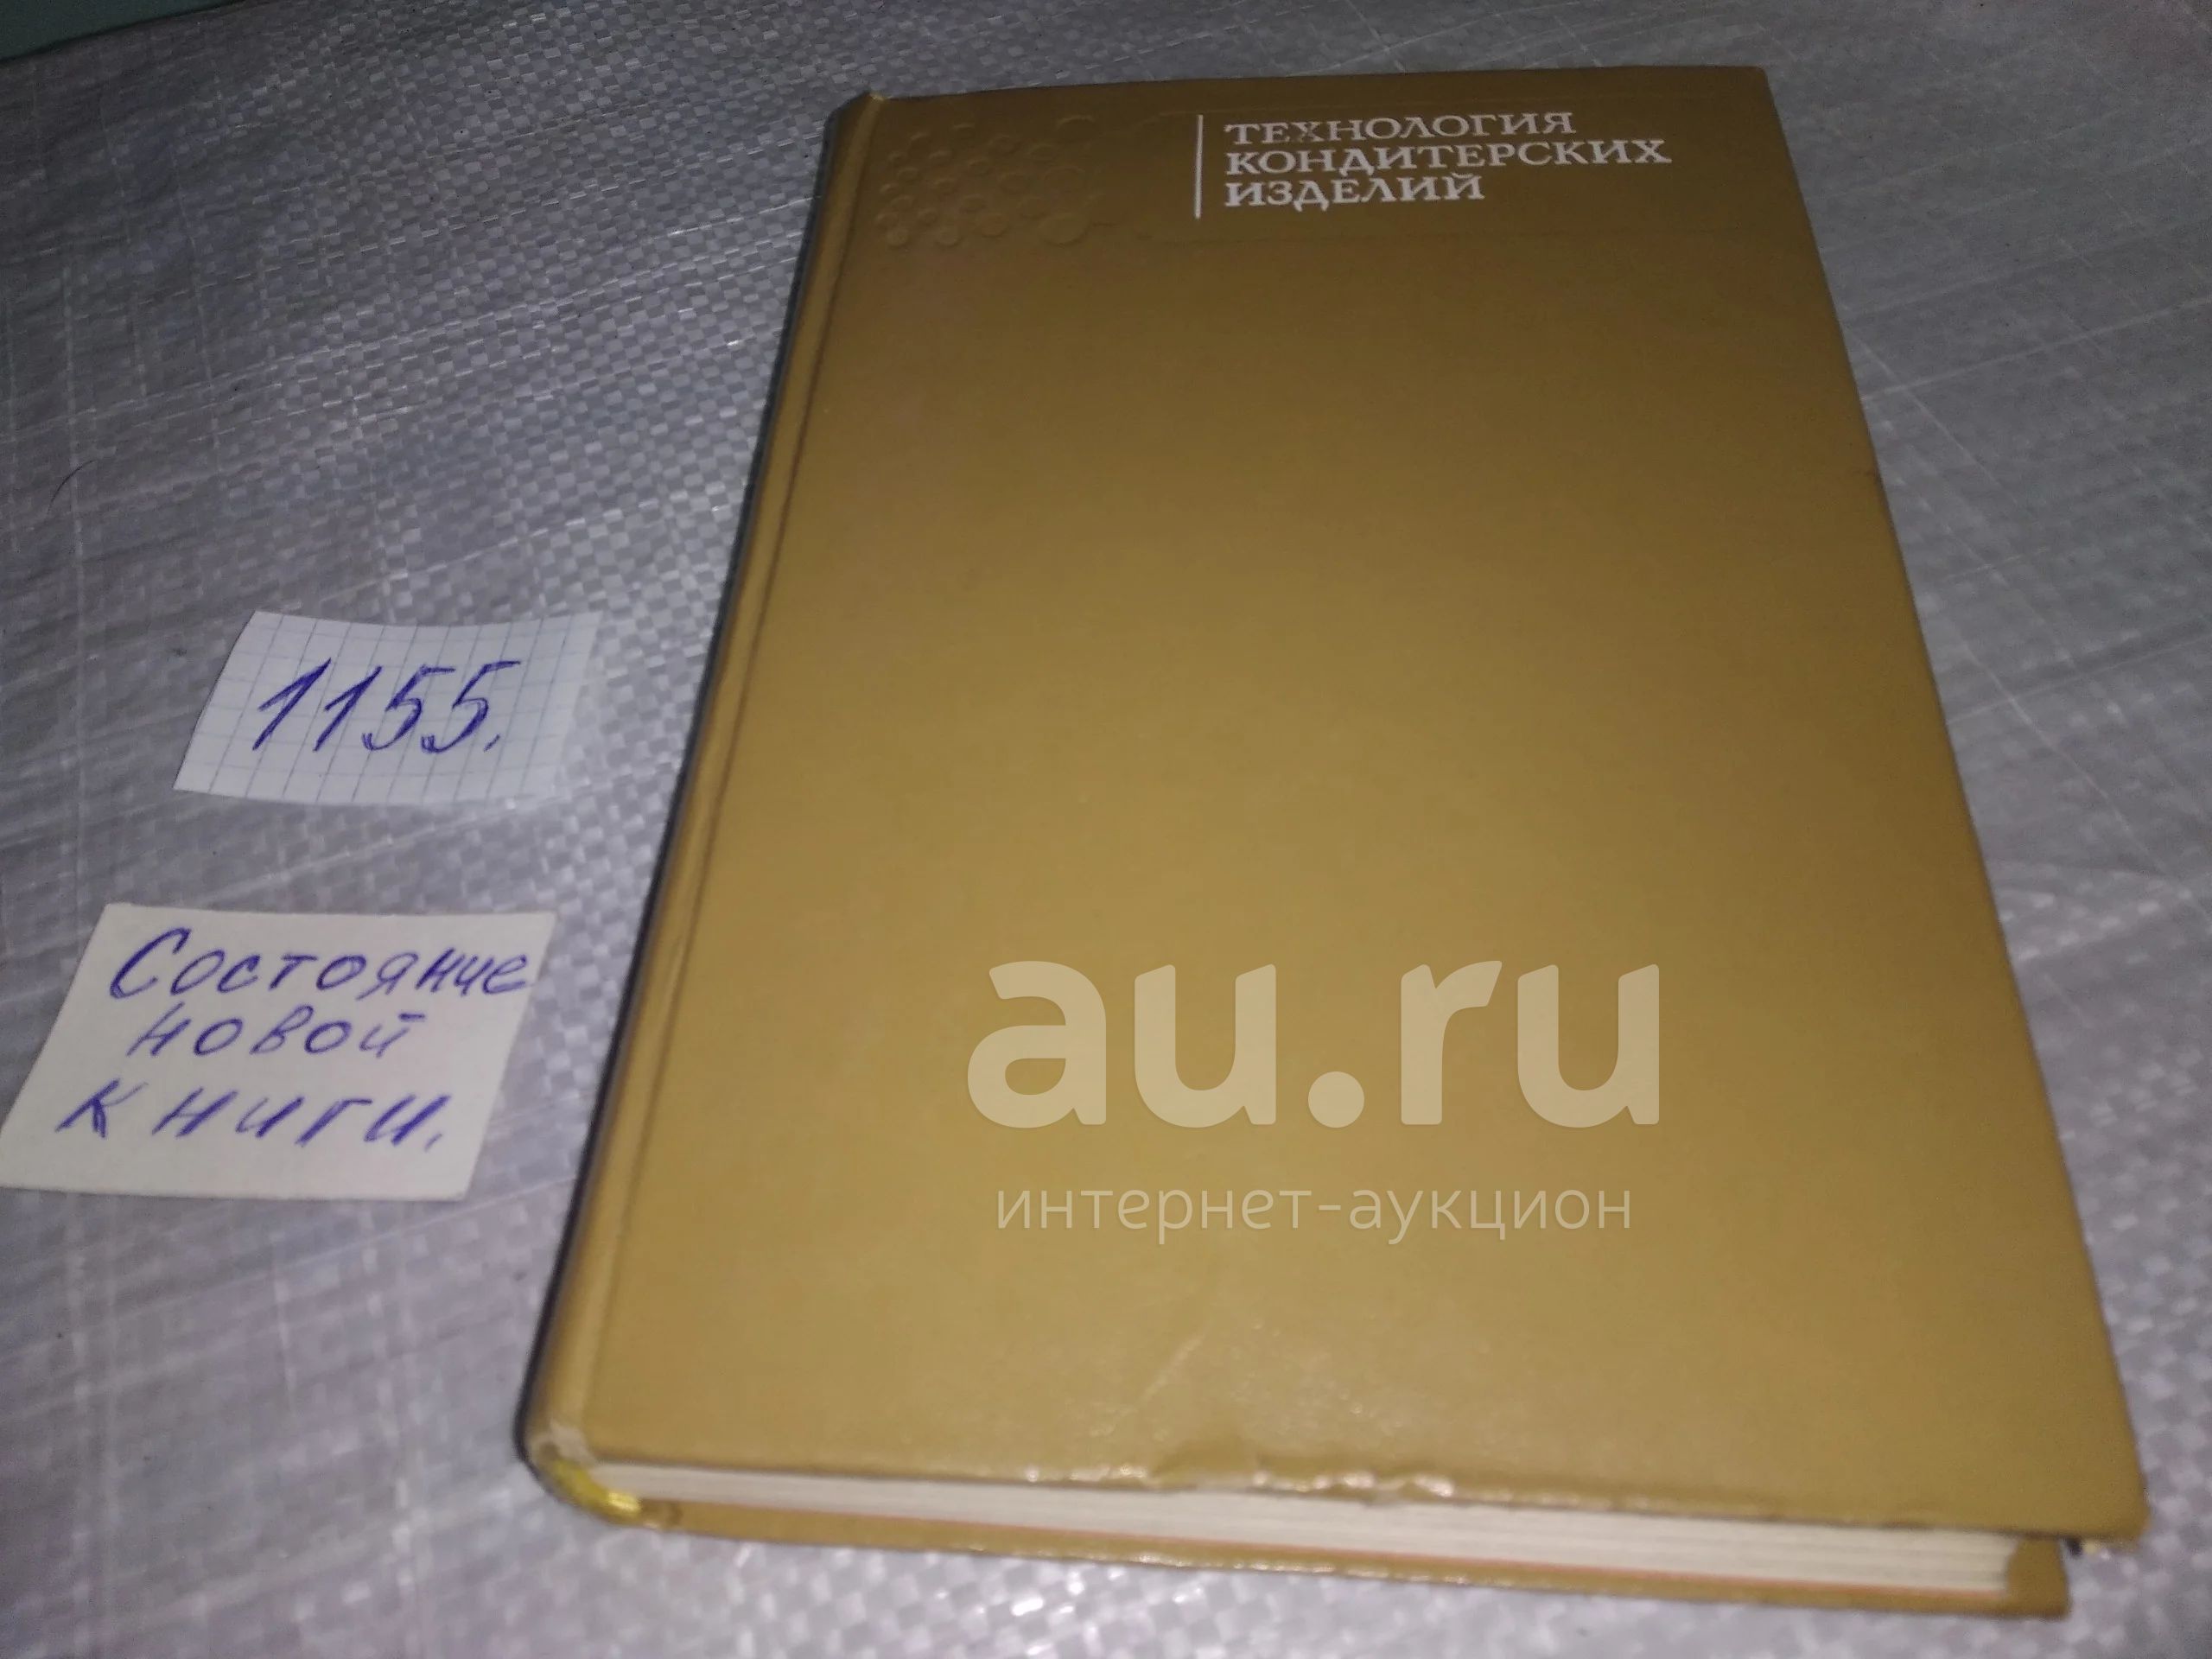 ТЕХНОЛОГИЯ
КОНДИТЕРСКИХ
ИЗДЕЛИЙ
1155.
Состояние
новой
книги.
au.ru
интернет-аукцион